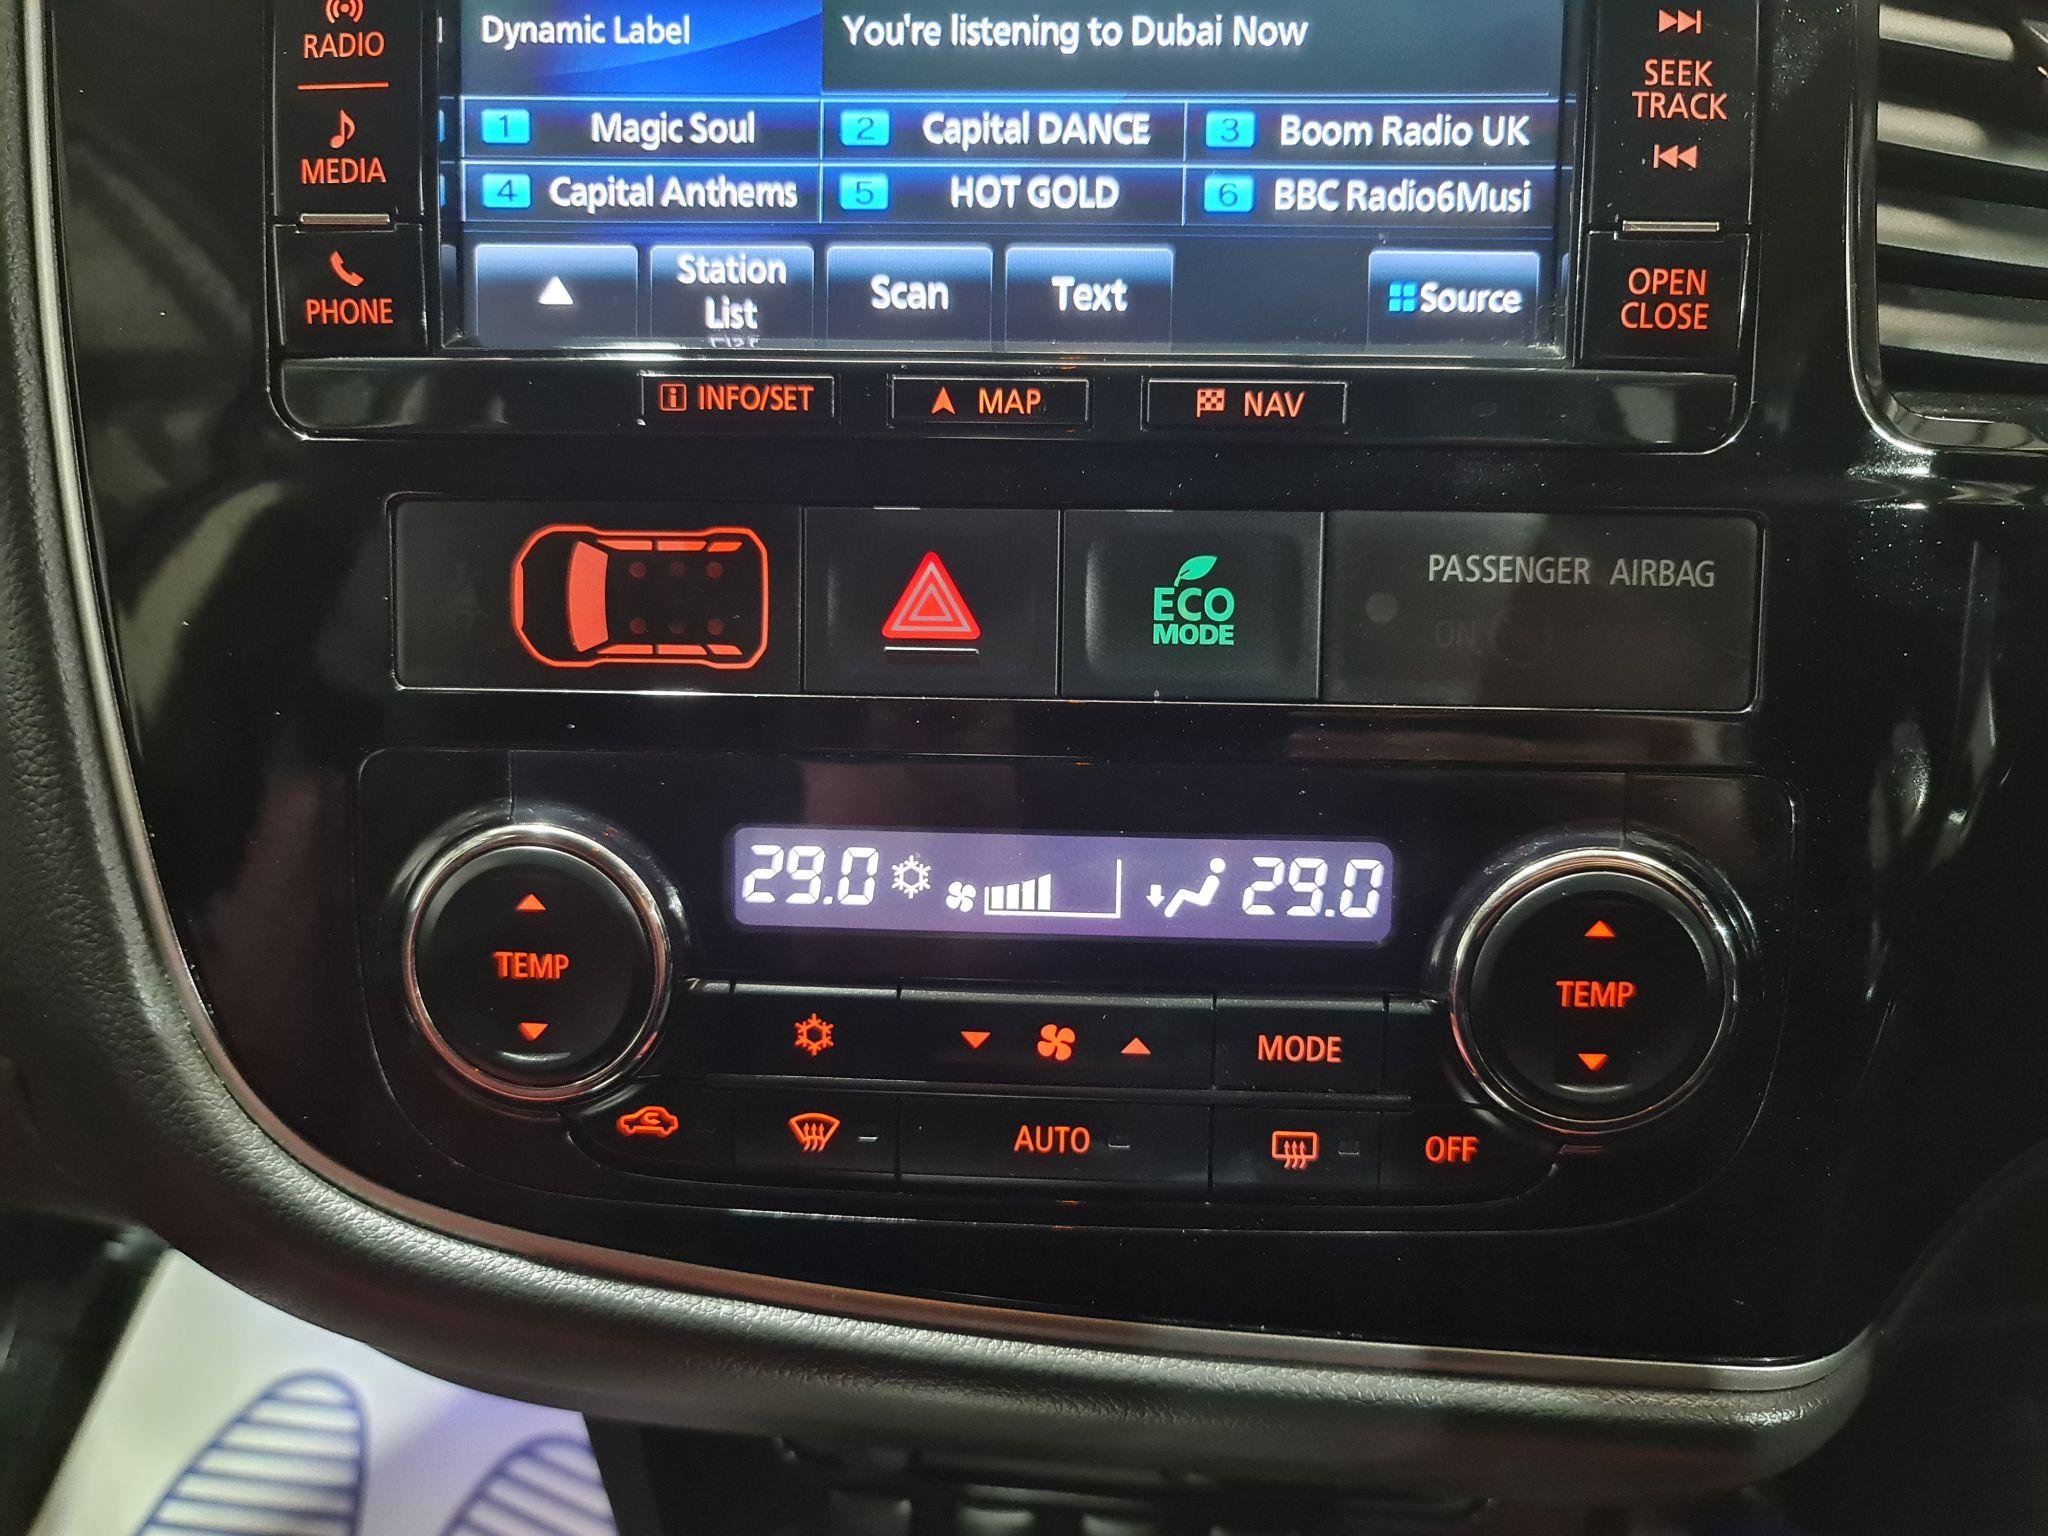 RADIO
MEDIA
PHONE
Dynamic Label
You're listening to Dubai Now
1 Magic Soul
2 Capital DANCE
3 Boom Radio UK
4 Capital Anthems
5 HOT GOLD
6 BBC Radio6Musi
Station
List
Scan
Text
Source
SEEK
TRACK
OPEN
CLOSE
INFO/SET
MAP
NAV
ECO
MODE
PASSENGER AIRBAG
ON
29.0
29.0
TEMP
MODE
TEMP
AUTO
OFF